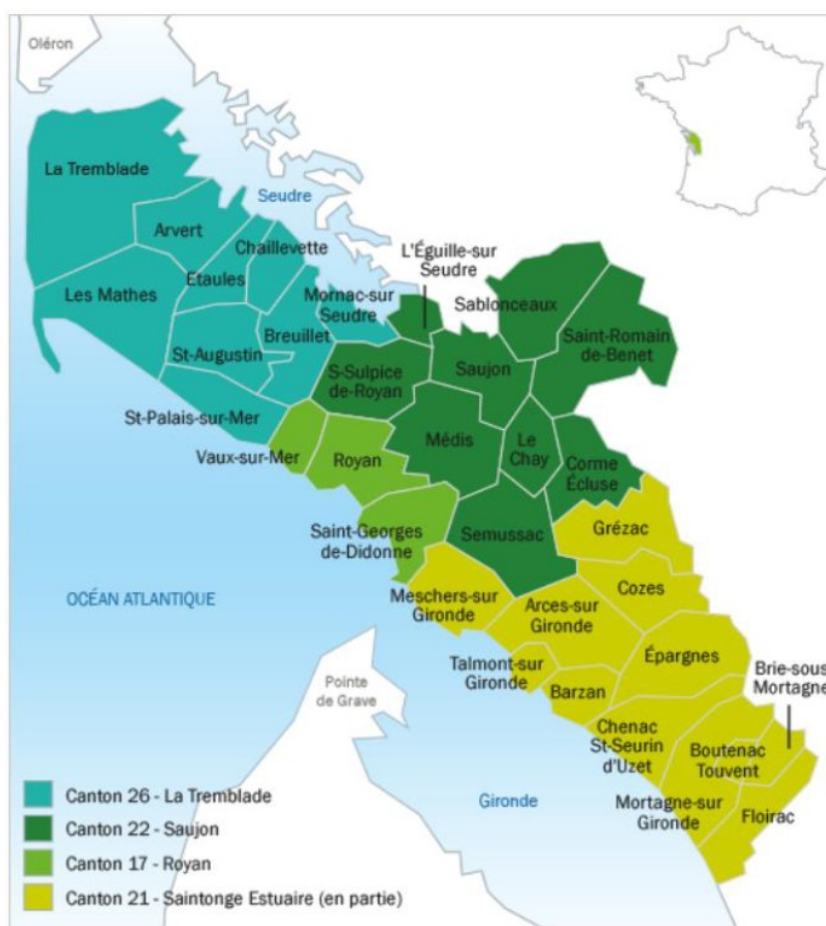 Oléron
La Tremblade
Seudre
Arvert
Chaillevette
L'Éguille-sur
Seudre
Etaules
Les Mathes
Mornac-sur
Seudre
Sablonceaux
Breuillet
Saint-Romain
de-Benet
St-Augustin
S-Sulpice
de-Royan
Saujon
St-Palais-sur-Mer
Médis
Le
Chay
Vaux-sur-Mer
Royan
Corme
Écluse
Saint-Georges
de-Didonne
Semussac
Grézac
OCÉAN ATLANTIQUE
Meschers-sur
Gironde
Arces-sur
Gironde
Cozes
Talmont-sur
Gironde
Épargnes
Brie-sous
Mortagne
Pointe
de Grave
Barzan
Chenac
St-Seurin
d'Uzet
Boutenac
Touvent
Gironde
Mortagne-sur
Gironde
Floirac
Canton 26 - La Tremblade
Canton 22 - Saujon
Canton 17 - Royan
Canton 21 - Saintonge Estuaire (en partie)